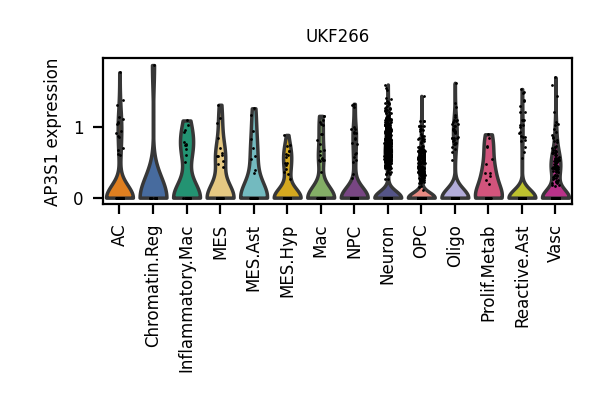 UKF266
AP3S1 expression
1
0
AC
Chromatin.Reg
Inflammatory.Mac
MES
MES.Ast
MES.Hyp
Mac
NPC
Neuron
OPC
Oligo
Prolif.Metab
Reactive.Ast
Vasc